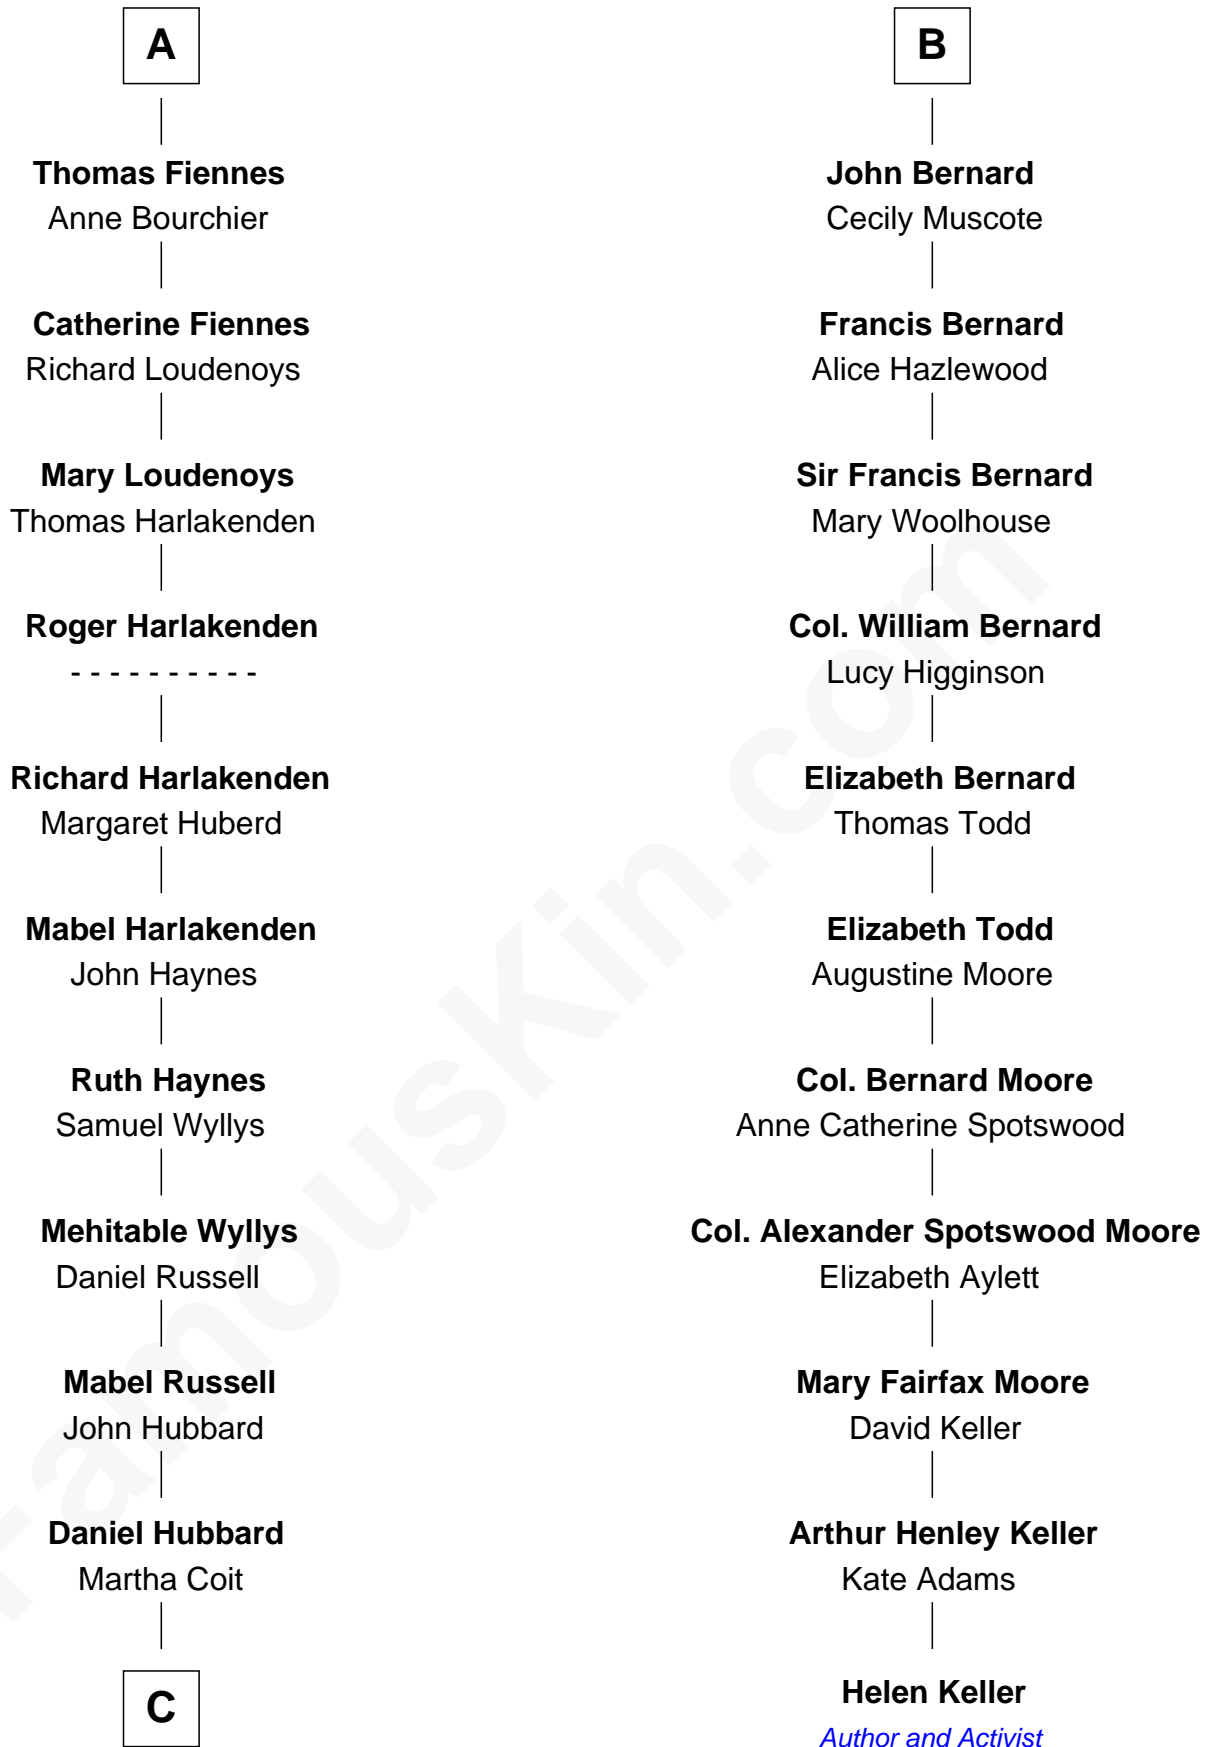 A
Thomas Fiennes
Anne Bourchier
Catherine Fiennes
Richard Loudenoys
Mary Loudenoys
Thomas Harlakenden
Roger Harlakenden
- - - - - - - - - -
Richard Harlakenden
Margaret Huberd
Mabel Harlakenden
John Haynes
Ruth Haynes
Samuel Wyllys
Mehitable Wyllys
Daniel Russell
Mabel Russell
John Hubbard
Daniel Hubbard
Martha Coit
C
B
John Bernard
Cecily Muscote
Francis Bernard
Alice Hazlewood
Sir Francis Bernard
Mary Woolhouse
Col. William Bernard
Lucy Higginson
Elizabeth Bernard
Thomas Todd
Elizabeth Todd
Augustine Moore
Col. Bernard Moore
Anne Catherine Spotswood
Col. Alexander Spotswood Moore
Elizabeth Aylett
Mary Fairfax Moore
David Keller
Arthur Henley Keller
Kate Adams
Helen Keller
Author and Activist
FamousKin.com